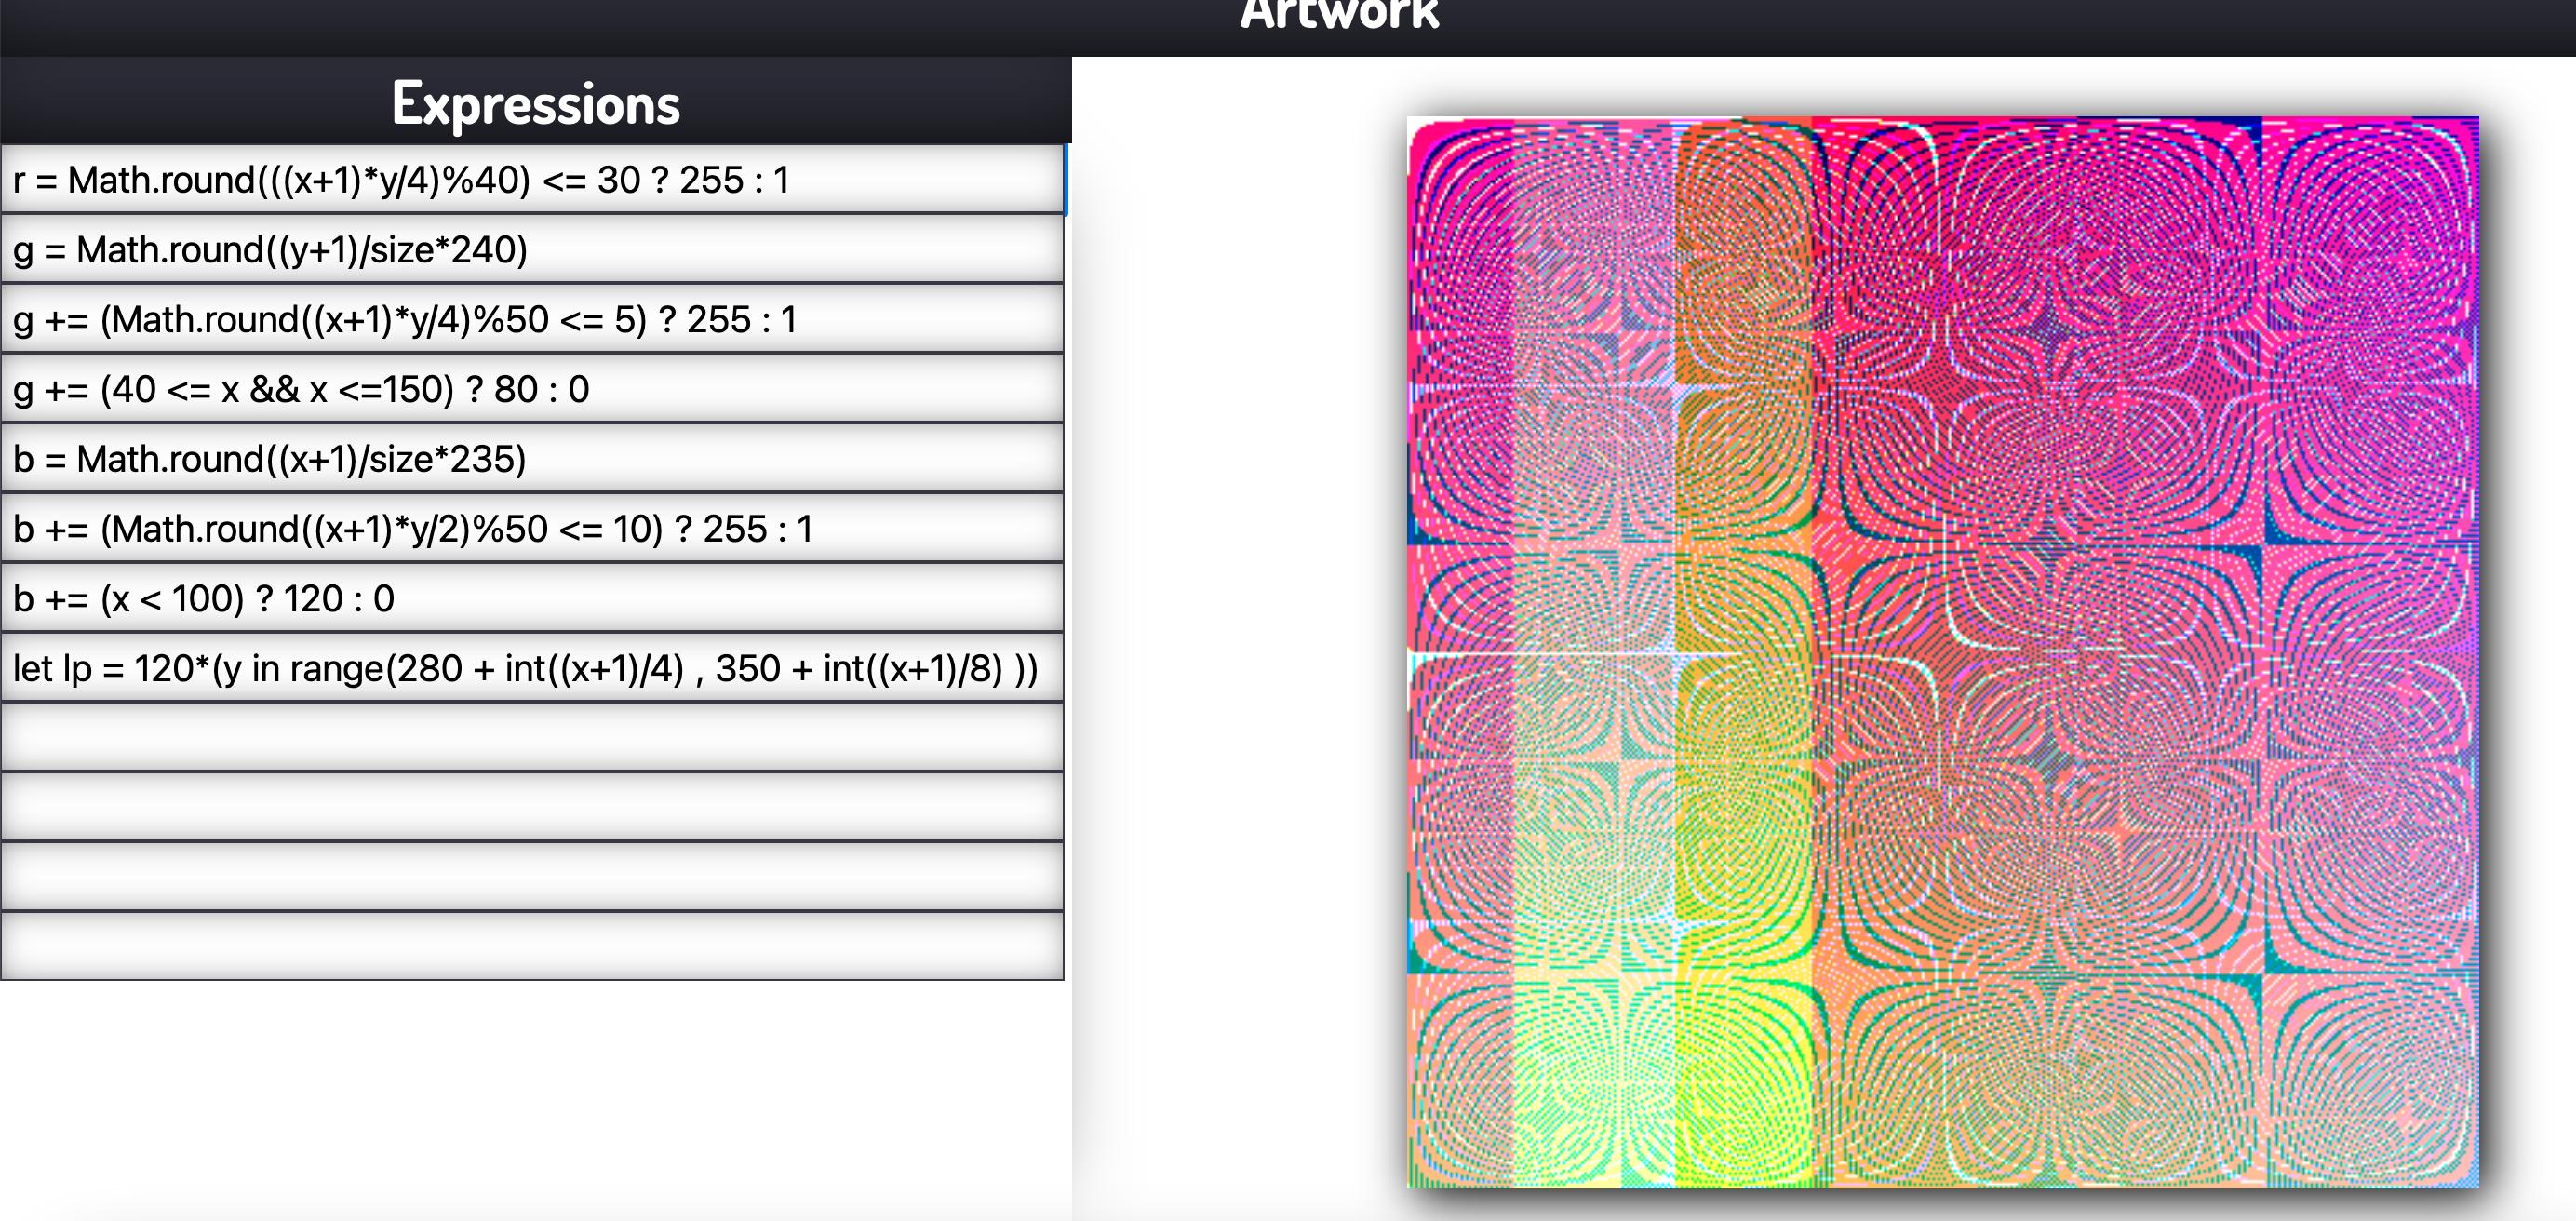 Artwork
Expressions
r = Math.round(((x+1)*y/4)%40) <= 30 ? 255 : 1
g = Math.round((y+1)/size*240)
g += (Math.round((x+1)*y/4)%50 <= 5) ? 255 : 1
g += (40 <= x && x <=150) ? 80 : 0
b = Math.round((x+1)/size*235)
b += (Math.round((x+1)*y/2)%50 <= 10) ? 255 : 1
b += (x < 100) ? 120 : 0
let lp = 120*(y in range(280 + int((x+1)/4) , 350 + int((x+1)/8) ))